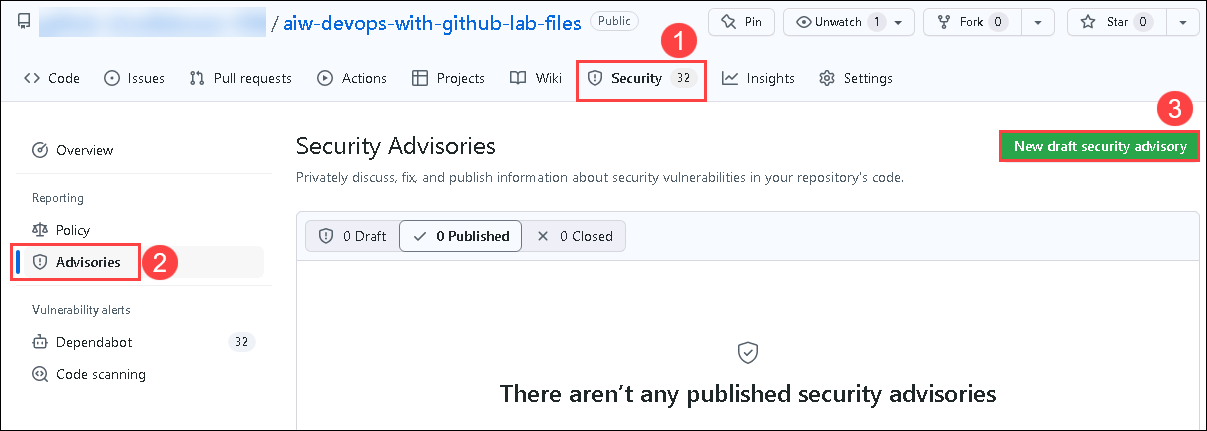 / aiw-devops-with-github-lab-files Public Pin Unwatch 1 Fork 0 Star 0
1
Code Issues Pull requests Actions Projects Wiki Security 32 Insights Settings
3
Overview
Security Advisories
New draft security advisory
Privately discuss, fix, and publish information about security vulnerabilities in your repository's code.
Reporting
Policy
Advisories 2
0 Draft 0 Published 0 Closed
Vulnerability alerts
Dependabot 32
Code scanning
There aren't any published security advisories